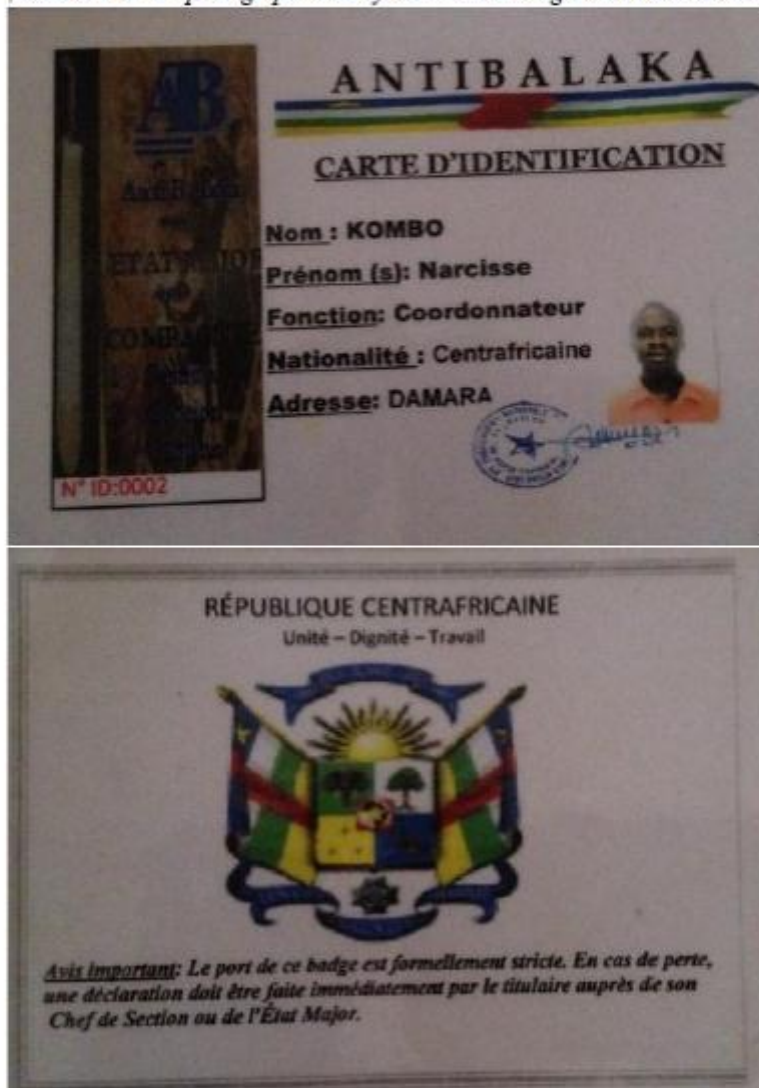 ANTIBALAKA
CARTE D'IDENTIFICATION
AB
ETAT MAJOR
Nom : KOMBO
Prénom (s): Narcisse
Fonction: Coordonnateur
Nationalité : Centrafricaine
Adresse: DAMARA
N° ID:0002
RÉPUBLIQUE CENTRAFRICAINE
Unité – Dignité – Travail
Avis important: Le port de ce badge est formellement stricte. En cas de perte,
une déclaration doit être faite immédiatement par le titulaire auprès de son
Chef de Section ou de l'État Major.